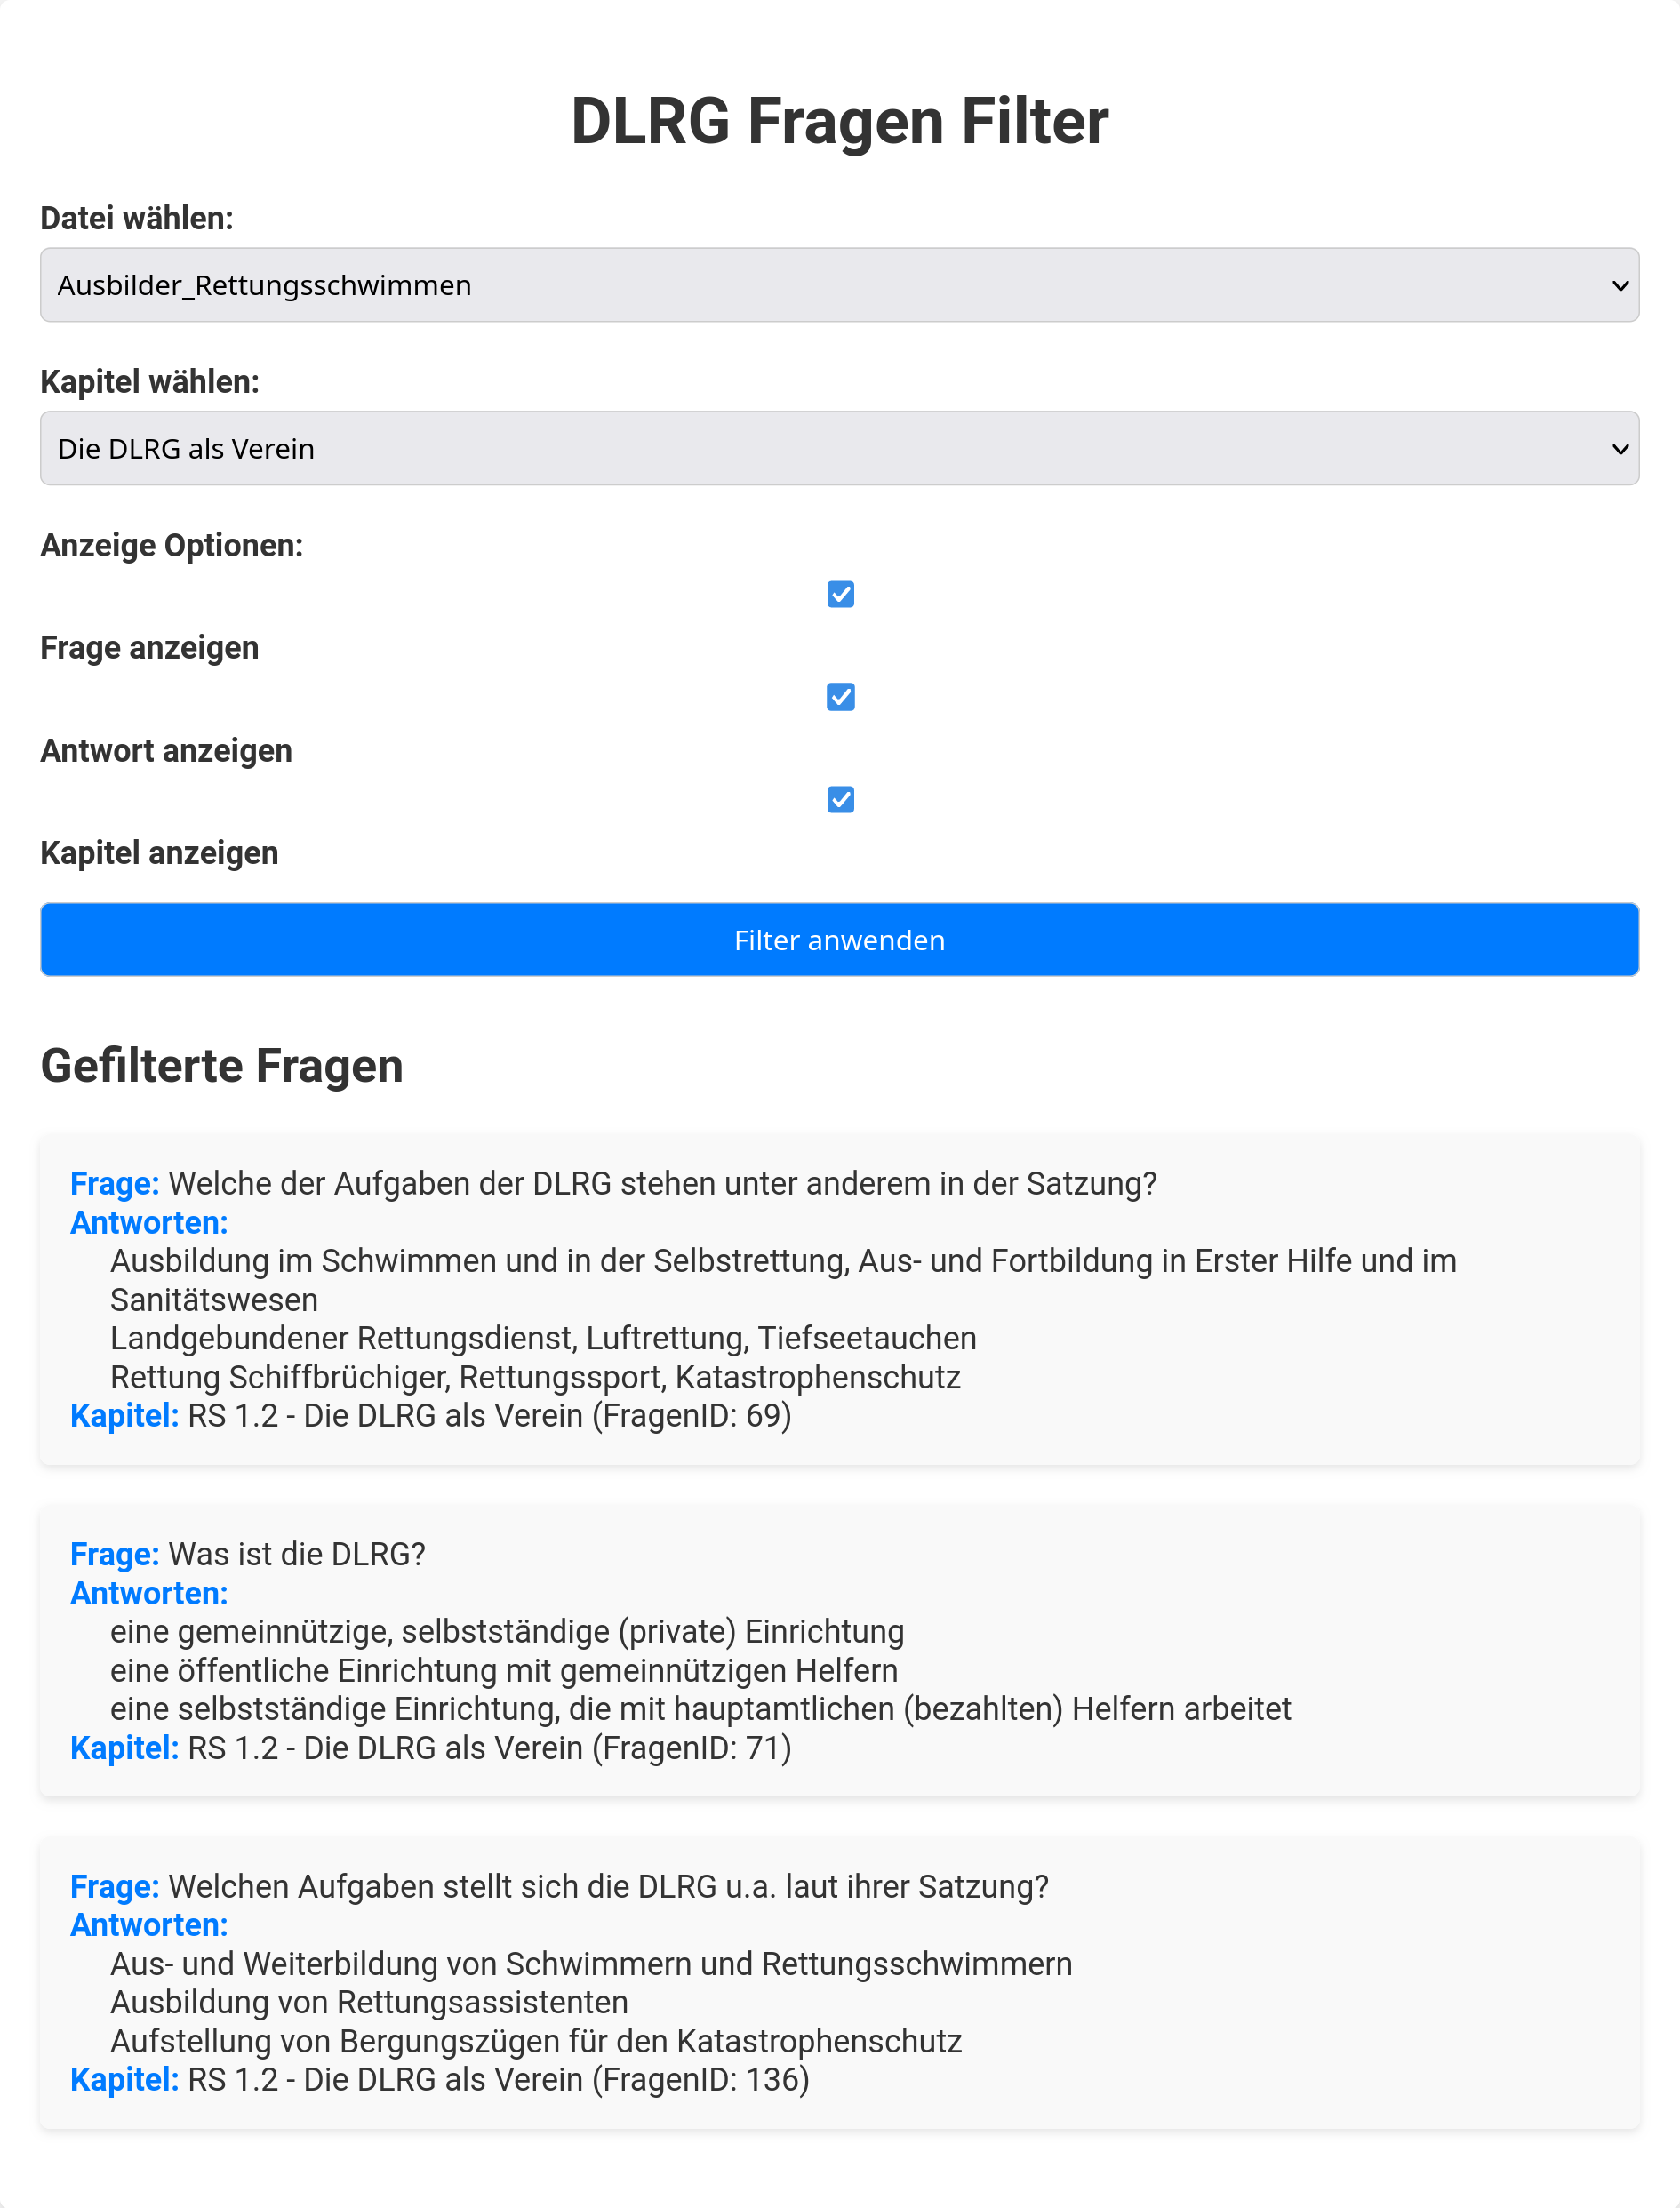 DLRG Fragen Filter
Datei wählen:
Ausbilder_Rettungsschwimmen
Kapitel wählen:
Die DLRG als Verein
Anzeige Optionen:
Frage anzeigen
Antwort anzeigen
Kapitel anzeigen
Filter anwenden
Gefilterte Fragen
Frage: Welche der Aufgaben der DLRG stehen unter anderem in der Satzung?
Antworten:
Ausbildung im Schwimmen und in der Selbstrettung, Aus- und Fortbildung in Erster Hilfe und im
Sanitätswesen
Landgebundener Rettungsdienst, Luftrettung, Tiefseetauchen
Rettung Schiffbrüchiger, Rettungssport, Katastrophenschutz
Kapitel: RS 1.2 - Die DLRG als Verein (FragenID: 69)
Frage: Was ist die DLRG?
Antworten:
eine gemeinnützige, selbstständige (private) Einrichtung
eine öffentliche Einrichtung mit gemeinnützigen Helfern
eine selbstständige Einrichtung, die mit hauptamtlichen (bezahlten) Helfern arbeitet
Kapitel: RS 1.2 - Die DLRG als Verein (FragenID: 71)
Frage: Welchen Aufgaben stellt sich die DLRG u.a. laut ihrer Satzung?
Antworten:
Aus- und Weiterbildung von Schwimmern und Rettungsschwimmern
Ausbildung von Rettungsassistenten
Aufstellung von Bergungszügen für den Katastrophenschutz
Kapitel: RS 1.2 - Die DLRG als Verein (FragenID: 136)